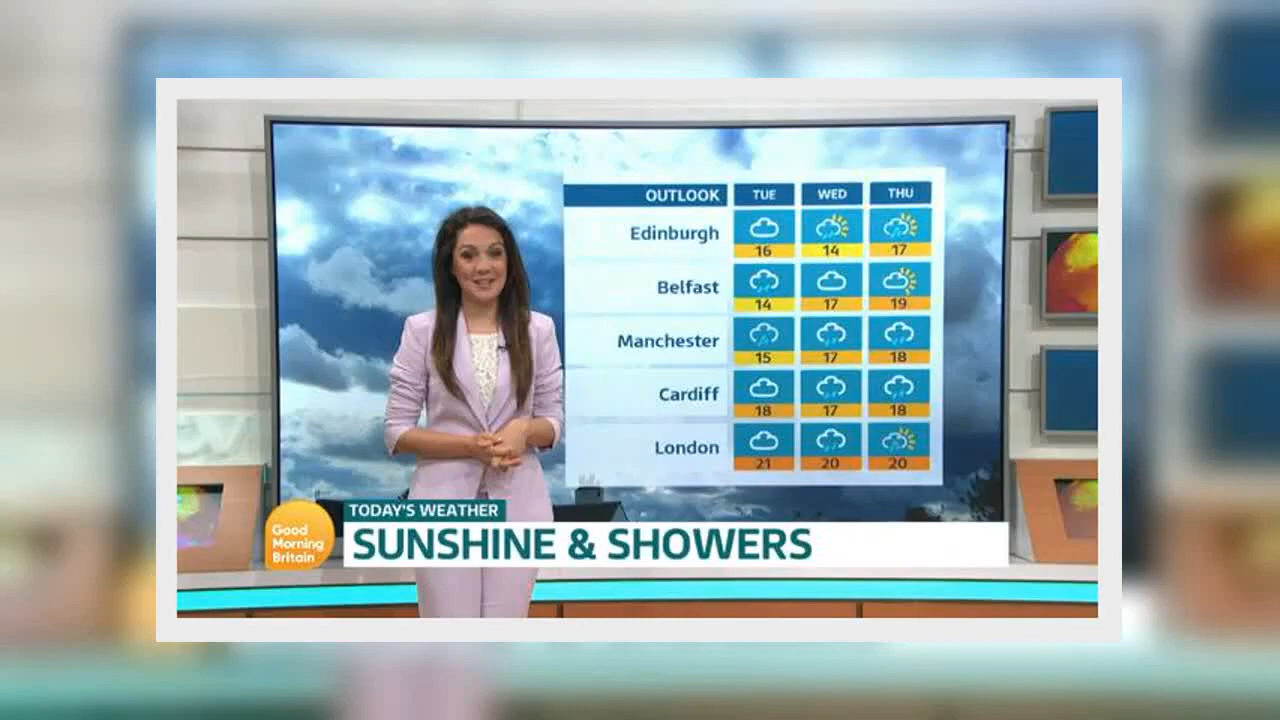 OUTLOOK TUE WED THU
Edinburgh 16 14 17
Belfast 14 17 19
Manchester 15 17 18
Cardiff 18 17 18
London 21 20 20
TODAY'S WEATHER
Good
Morning
Britain
SUNSHINE & SHOWERS